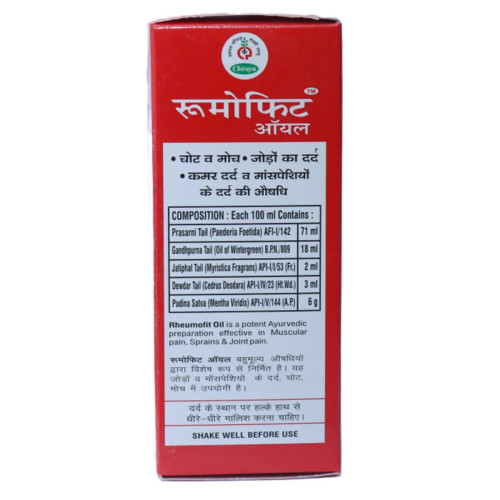 Chirayu
रूमोफिट TM
ऑयल
• चोट व मोच • जोड़ों का दर्द
• कमर दर्द व मांसपेशियों
के दर्द की औषधि
COMPOSITION : Each 100 ml Contains :
Prasarni Tail (Paederia Foetida) AFI-I/142 71 ml
Gandhpurna Tail (Oil of Wintergreen) B.P.N./809 18 ml
Jatiphal Tail (Myristica Fragrans) API-I/I/53 (Fr.) 2 ml
Dewdar Tail (Cedrus Deodara) API-I/IV/23 (Ht.Wd.) 3 ml
Pudina Satva (Mentha Viridis) API-I/V/144 (A.P.) 6 g
Rheumofit Oil is a potent Ayurvedic
preparation effective in Muscular
pain, Sprains & Joint pain.
रूमोफिट ऑयल बहुमूल्य औषधियों
द्वारा विशेष रूप से निर्मित है। यह
जोड़ों व माँसपेशियों के दर्द, चोट,
मोच में उपयोगी है।
दर्द के स्थान पर हल्के हाथ से
धीरे-धीरे मालिश करना चाहिए।
SHAKE WELL BEFORE USE